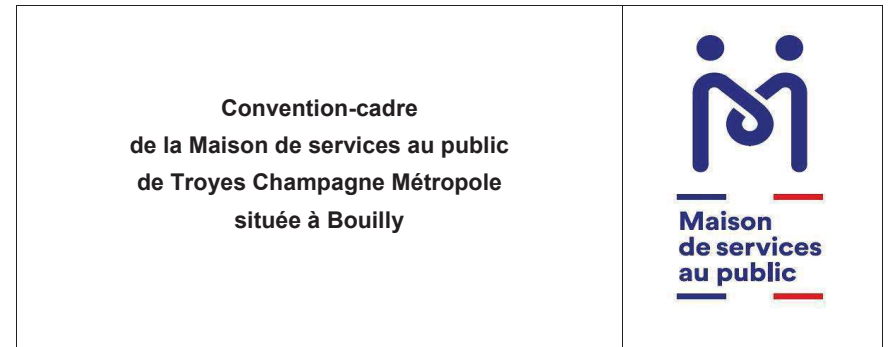 Convention-cadre
de la Maison de services au public
de Troyes Champagne Métropole
située à Bouilly
Maison
de services
au public